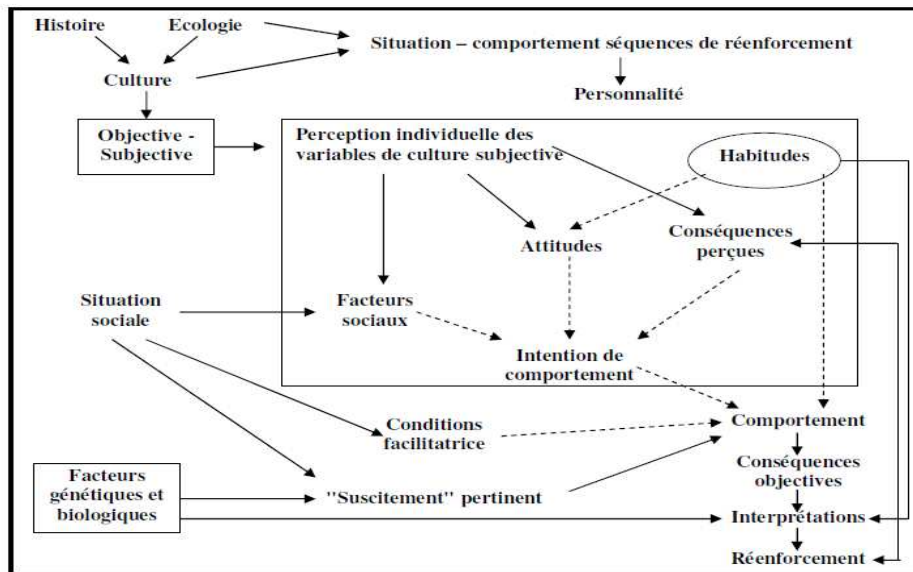 Histoire
Ecologie
Situation – comportement séquences de réenforcement
Culture
Personnalité
Objective -
Subjective
Perception individuelle des
variables de culture subjective
Habitudes
Attitudes
Conséquences
perçues
Situation
sociale
Facteurs
sociaux
Intention de
comportement
Conditions
facilitatrice
Comportement
Facteurs
génétiques et
biologiques
"Suscitement" pertinent
Conséquences
objectives
Interprétations
Réenforcement